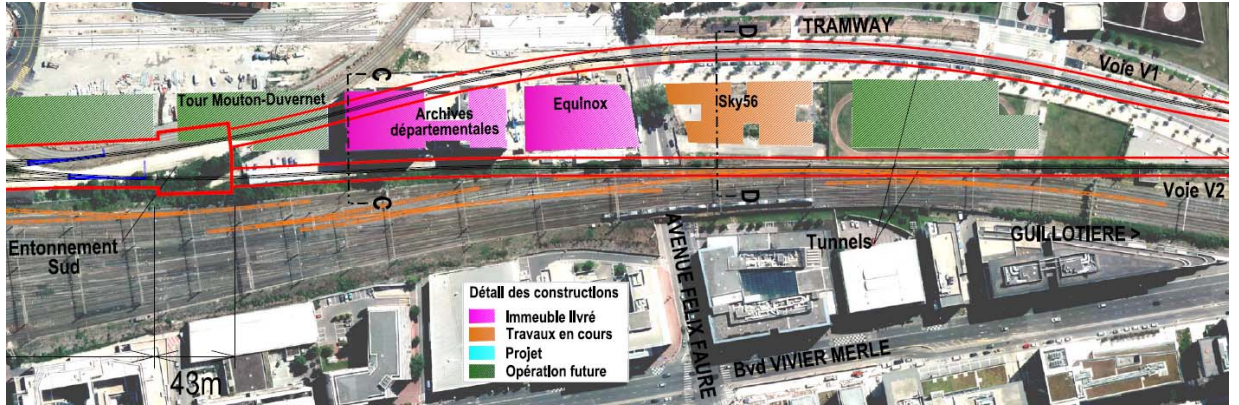 D
TRAMWAY
Voie V1
Tour Mouton-Duvernet
C
Archives
départementales
Equinox
Sky56
C
D
Voie V2
Entonnement
Sud
Tunnels
GUILLOTIERE >
AVENUE FELIX FAURE
Détail des constructions
Immeuble livré
Travaux en cours
Projet
Opération future
Bvd VIVIER MERLE
43m